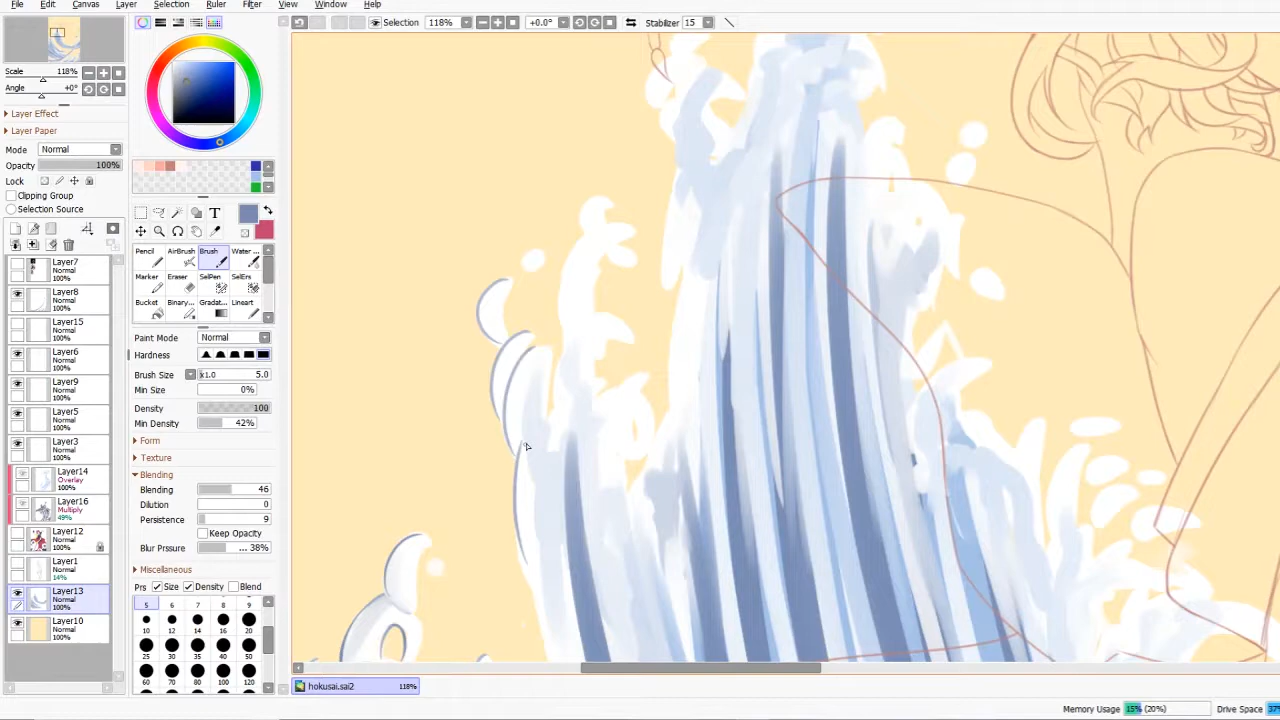 File Edit Canvas Layer Selection Ruler Filter View Window Help
Selection 118% +0.0° Stabilizer 15
Scale 118%
Angle +0°
Layer Effect
Layer Paper
Mode Normal
Opacity 100%
Lock
Clipping Group
Selection Source
Layer7
Normal
100%
Layer8
Normal
100%
Layer15
Normal
100%
Layer6
Normal
100%
Layer9
Normal
100%
Layer5
Normal
100%
Layer3
Normal
100%
Layer14
Overlay
100%
Layer16
Multiply
49%
Layer12
Normal
100%
Layer1
Normal
14%
Layer13
Normal
100%
Layer10
Normal
100%
T
Pencil AirBrush Brush Water ...
Marker Eraser SelPen SelErs
Bucket Binary... Gradat... Lineart
Paint Mode Normal
Hardness
Brush Size x1.0 5.0
Min Size 0%
Density 100
Min Density 42%
Form
Texture
Blending
Blending 46
Dilution 0
Persistence 9
Keep Opacity
Blur Prssure ... 38%
Miscellaneous
Prs Size Density Blend
5 6 7 8 9
10 12 14 16 20
25 30 35 40 50
60 70 80 100 120
hokusai.sai2 118%
Memory Usage 15% (20%) Drive Space 37%